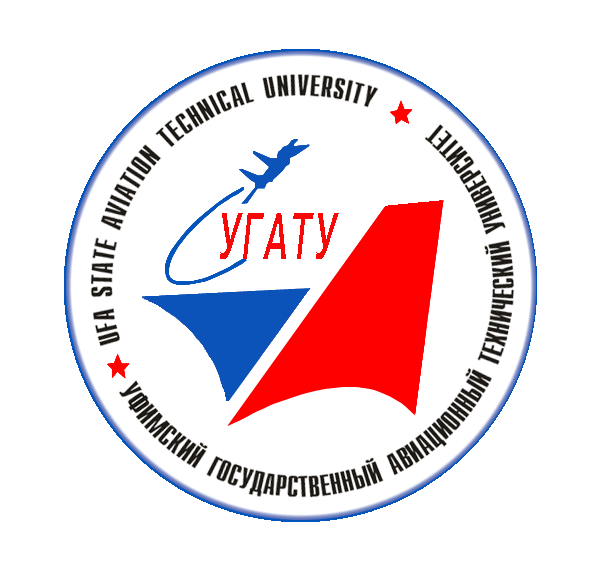 UFA STATE AVIATION TECHNICAL UNIVERSITY
УГАТУ
УФИМСКИЙ ГОСУДАРСТВЕННЫЙ АВИАЦИОННЫЙ ТЕХНИЧЕСКИЙ УНИВЕРСИТЕТ